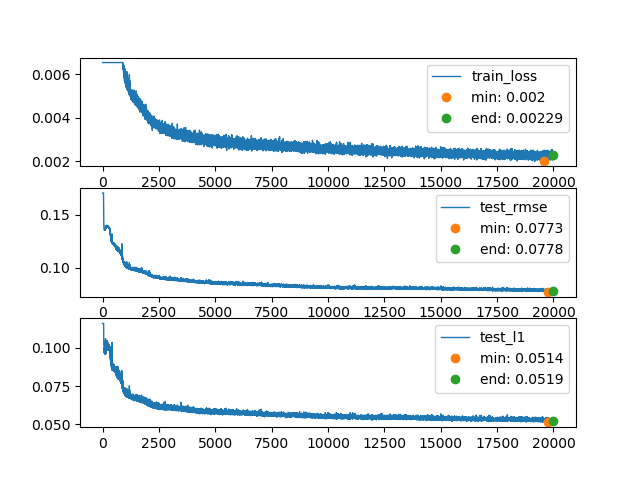 0.006
0.004
0.002
train_loss
min: 0.002
end: 0.00229
0 2500 5000 7500 10000 12500 15000 17500 20000
0.15
0.10
test_rmse
min: 0.0773
end: 0.0778
0 2500 5000 7500 10000 12500 15000 17500 20000
0.100
0.075
0.050
test_l1
min: 0.0514
end: 0.0519
0 2500 5000 7500 10000 12500 15000 17500 20000